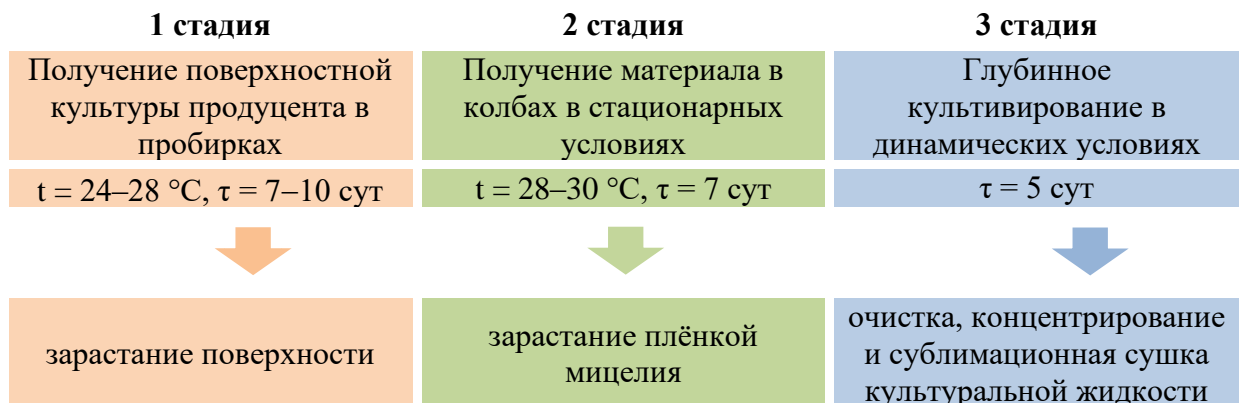 1 стадия
Получение поверхностной
культуры продуцента в
пробирках
t = 24–28 °C, τ = 7–10 сут
зарастание поверхности
2 стадия
Получение материала в
колбах в стационарных
условиях
t = 28–30 °C, τ = 7 сут
зарастание плёнкой
мицелия
3 стадия
Глубинное
культивирование в
динамических условиях
τ = 5 сут
очистка, концентрирование
и сублимационная сушка
культуральной жидкости